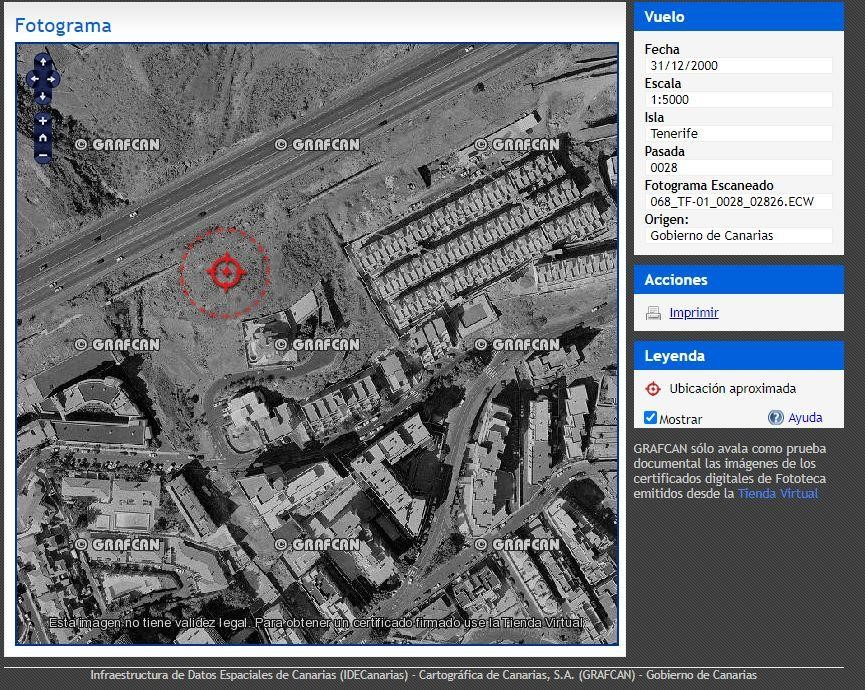 Fotograma
© GRAFCAN © GRAFCAN © GRAFCAN
© GRAFCAN © GRAFCAN © GRAFCAN
© GRAFCAN © GRAFCAN © GRAFCAN
Esta imagen no tiene validez legal. Para obtener un certificado firmado use la Tienda Virtual.
Vuelo
Fecha
31/12/2000
Escala
1:5000
Isla
Tenerife
Pasada
0028
Fotograma Escaneado
068_TF-01_0028_02826.ECW
Origen:
Gobierno de Canarias
Acciones
Imprimir
Leyenda
Ubicación aproximada
Mostrar ? Ayuda
GRAFCAN sólo avala como prueba
documental las imágenes de los
certificados digitales de Fototeca
emitidos desde la Tienda Virtual
Infraestructura de Datos Espaciales de Canarias (IDECanarias) - Cartográfica de Canarias, S.A. (GRAFCAN) - Gobierno de Canarias